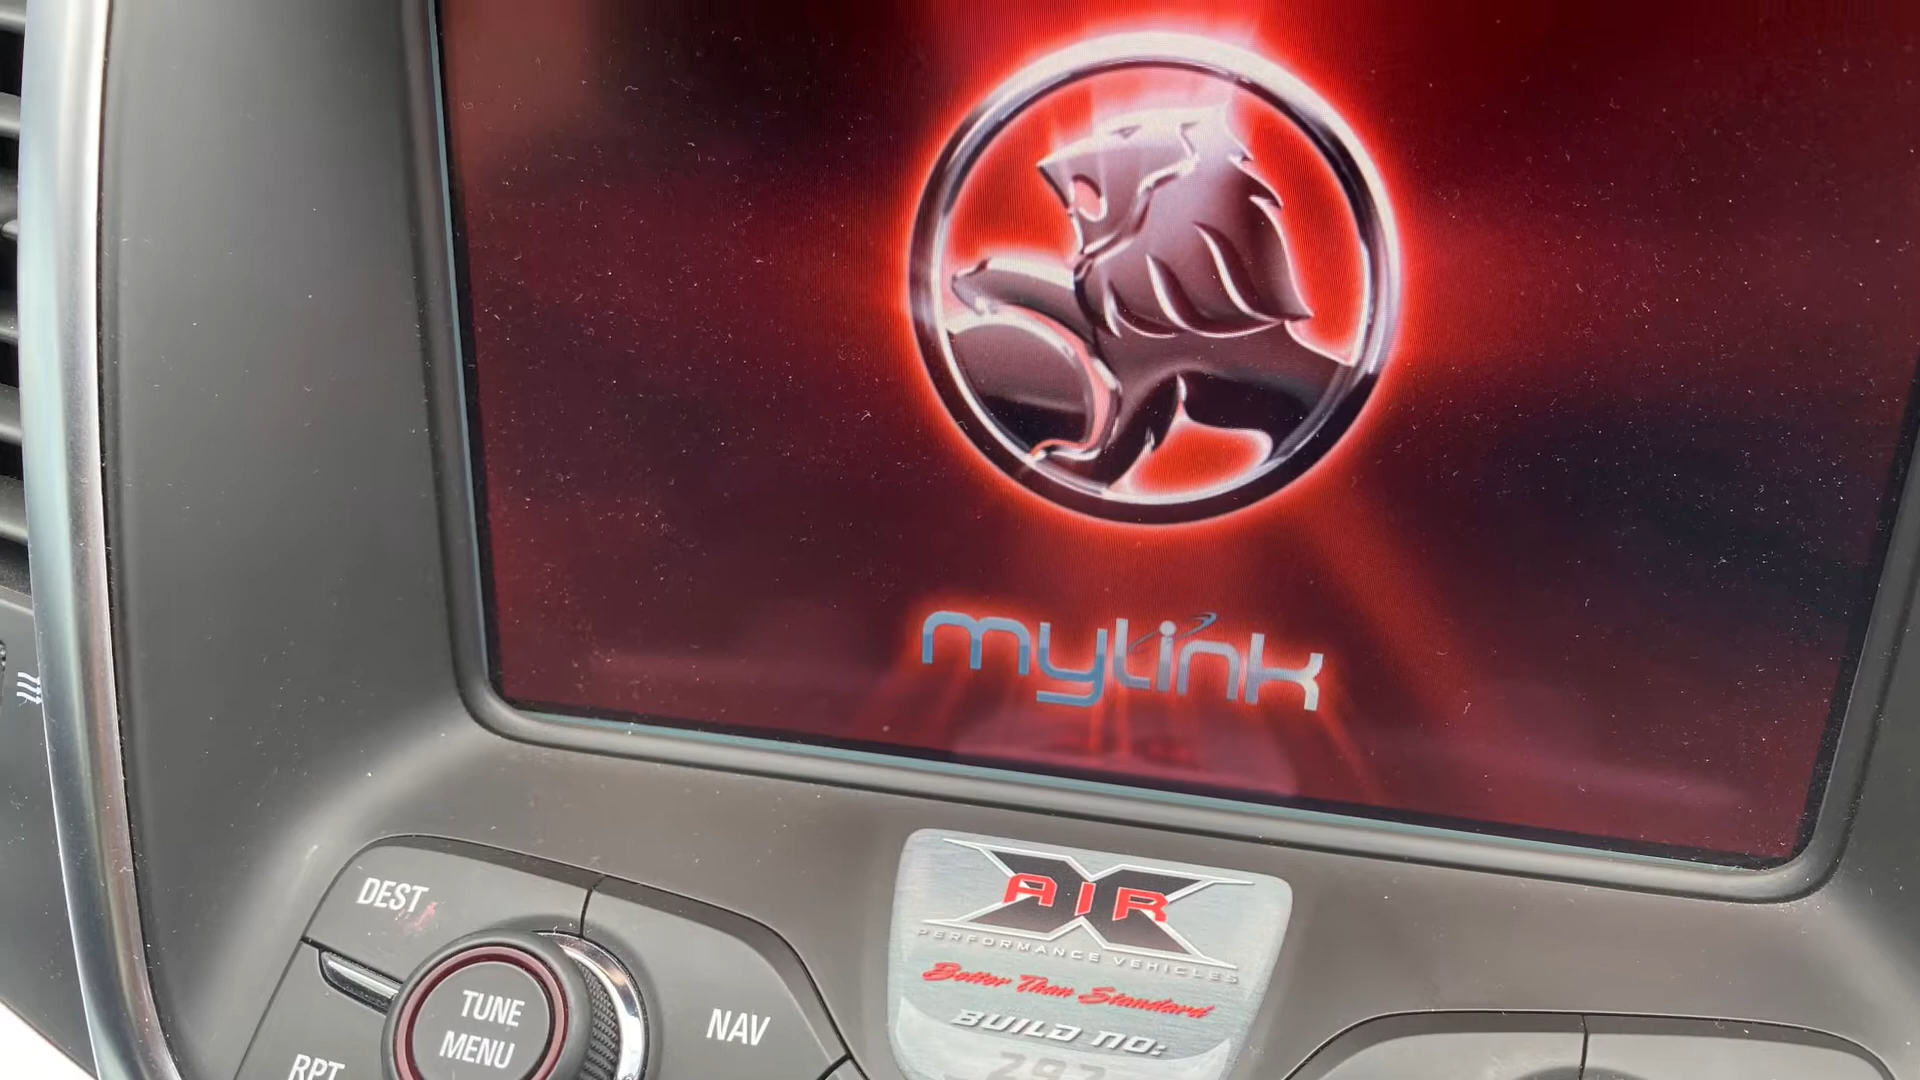 mylink
DEST
AIR
PERFORMANCE VEHICLES
Better Than Standard
BUILD NO:
TUNE
MENU
NAV
RPT